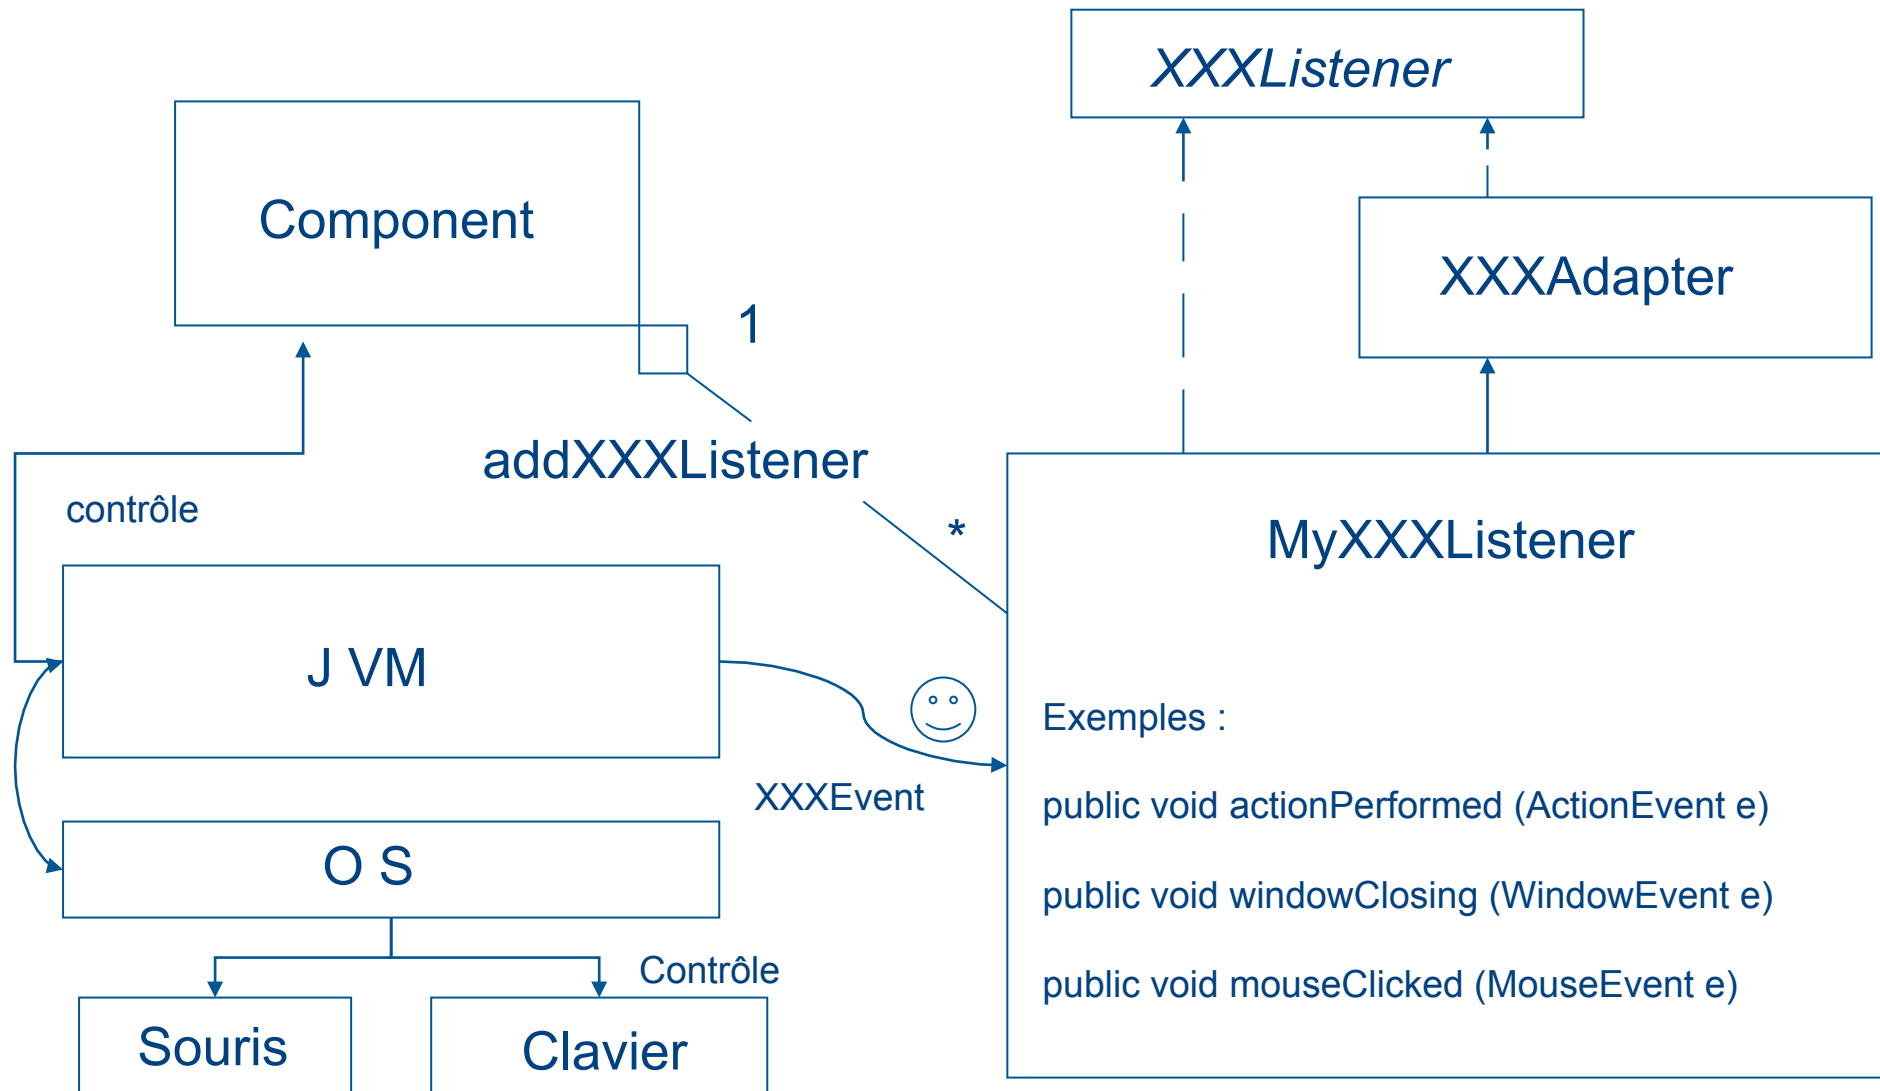 XXXListener
Component
XXXAdapter
1
addXXXListener
contrôle
*
MyXXXListener
J VM
Exemples :
XXXEvent
public void actionPerformed (ActionEvent e)
O S
public void windowClosing (WindowEvent e)
Contrôle
public void mouseClicked (MouseEvent e)
Souris
Clavier